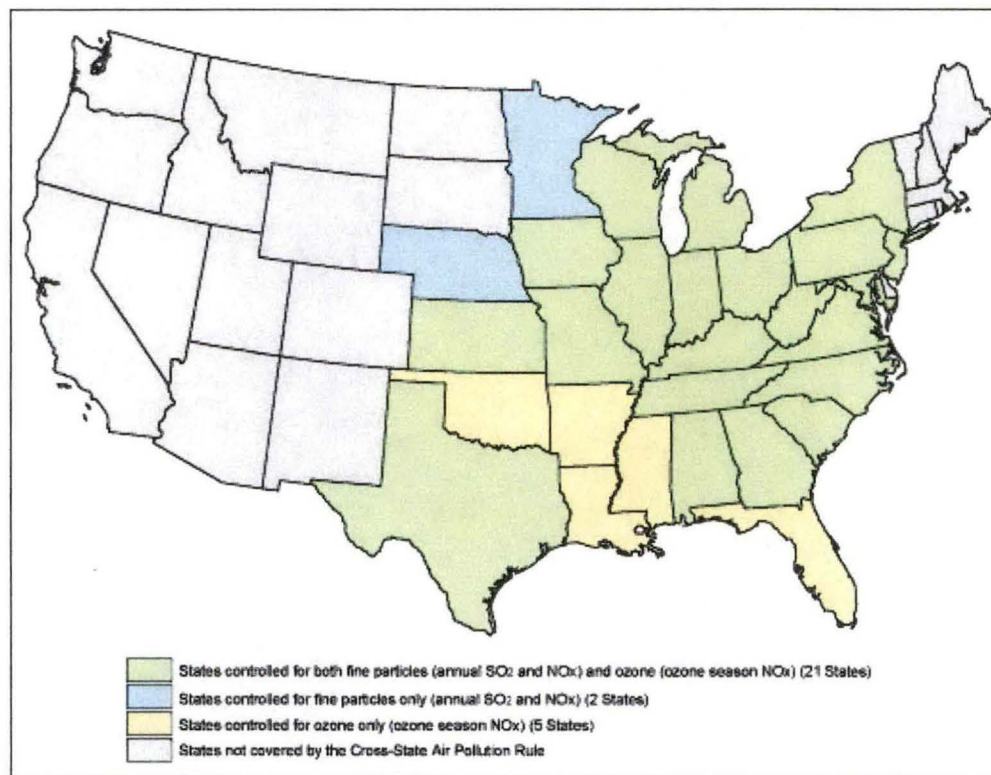 States controlled for both fine particles (annual SO2 and NOx) and ozone (ozone season NOx) (21 States)
States controlled for fine particles only (annual SO2 and NOx) (2 States)
States controlled for ozone only (ozone season NOx) (5 States)
States not covered by the Cross-State Air Pollution Rule